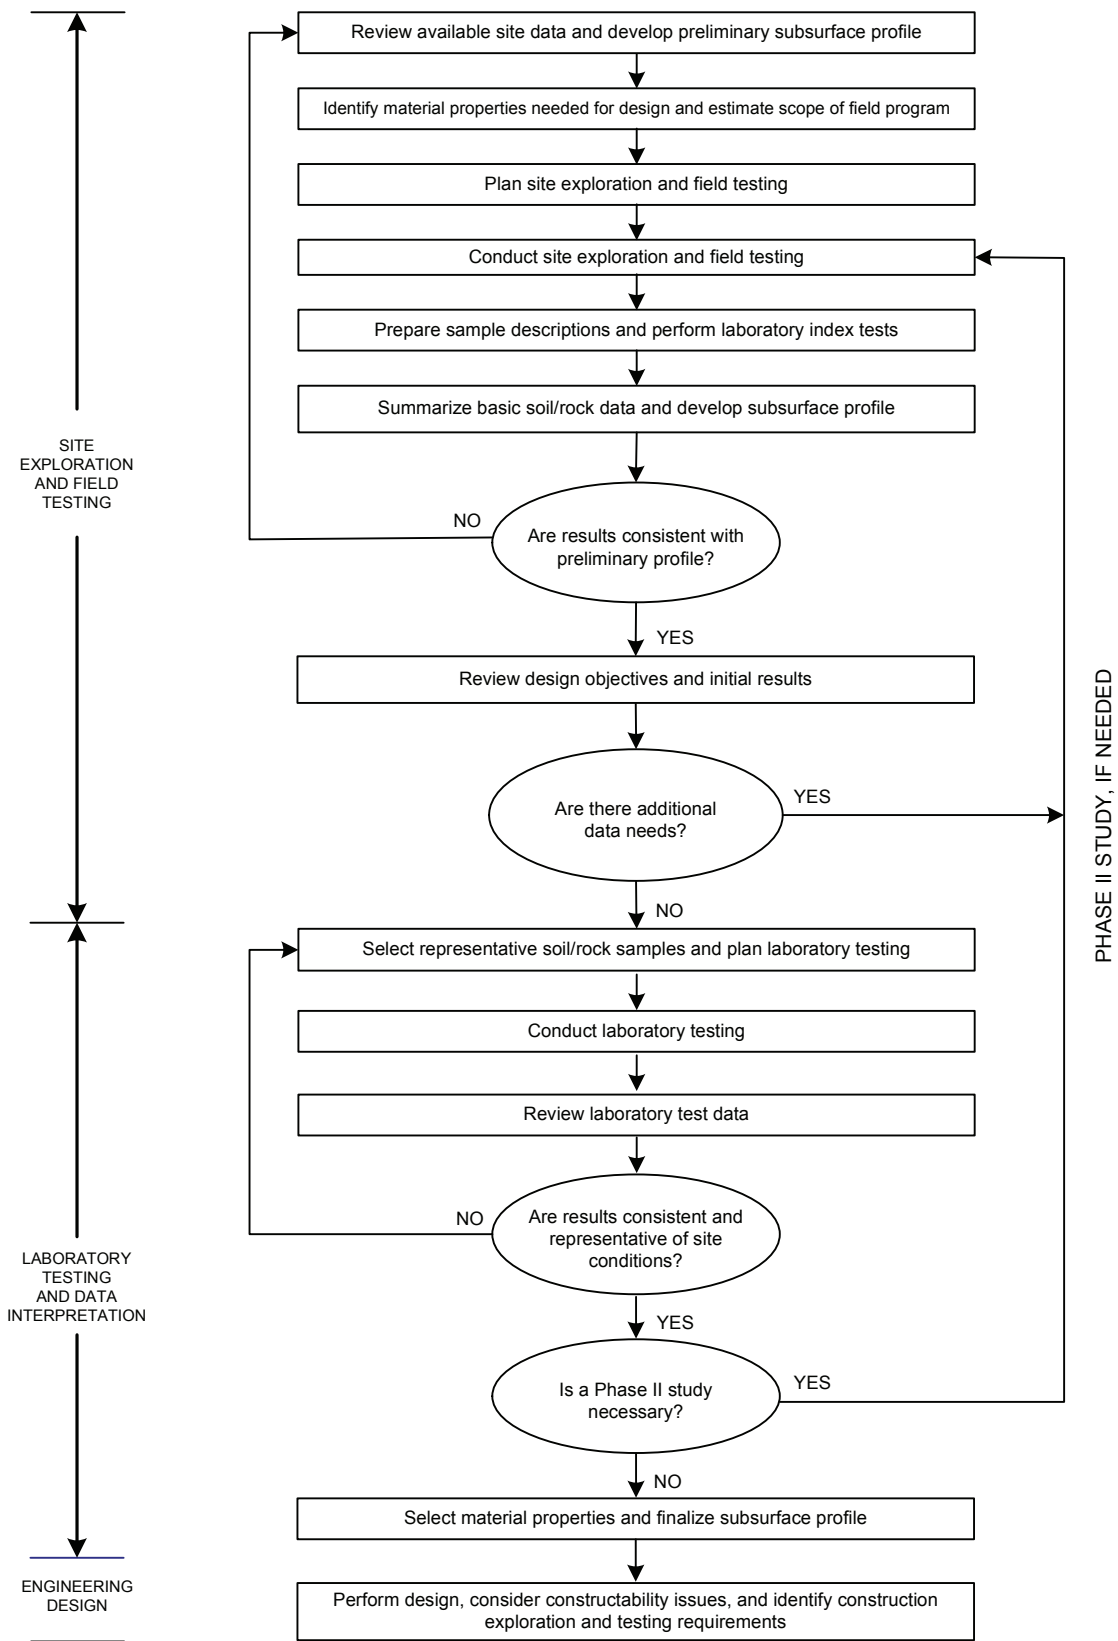 Review available site data and develop preliminary subsurface profile
Identify material properties needed for design and estimate scope of field program
Plan site exploration and field testing
Conduct site exploration and field testing
Prepare sample descriptions and perform laboratory index tests
Summarize basic soil/rock data and develop subsurface profile
SITE
EXPLORATION
AND FIELD
TESTING
NO
Are results consistent with
preliminary profile?
YES
Review design objectives and initial results
Are there additional
data needs?
YES
NO
PHASE II STUDY, IF NEEDED
Select representative soil/rock samples and plan laboratory testing
Conduct laboratory testing
Review laboratory test data
NO
Are results consistent and
representative of site
conditions?
LABORATORY
TESTING
AND DATA
INTERPRETATION
YES
Is a Phase II study
necessary?
YES
NO
Select material properties and finalize subsurface profile
ENGINEERING
DESIGN
Perform design, consider constructability issues, and identify construction
exploration and testing requirements